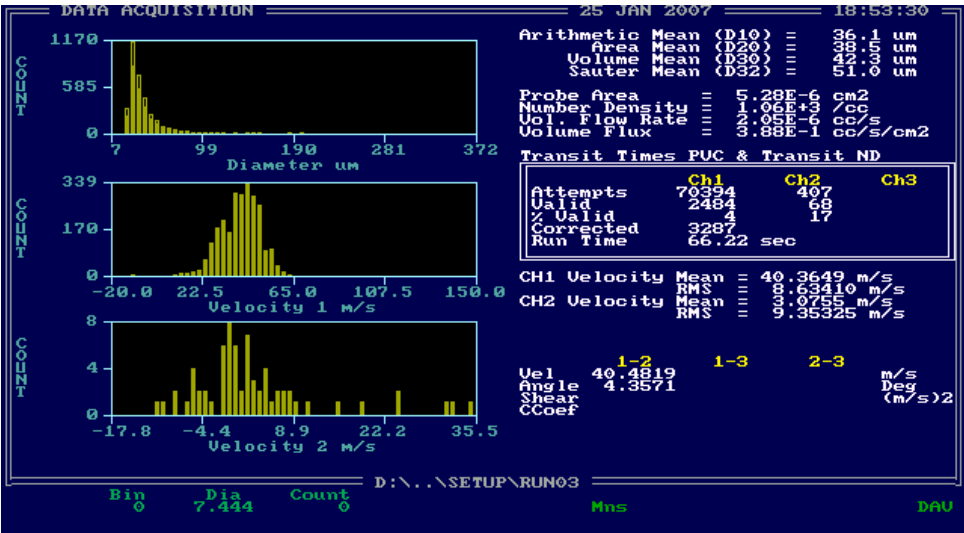 DATA ACQUISITION 25 JAN 2007 18:53:30
COUNT
1170
585
0
7 99 190 281 372
Diameter um
COUNT
339
170
0
-20.0 22.5 65.0 107.5 150.0
Velocity 1 m/s
COUNT
8
4
0
-17.8 -4.4 8.9 22.2 35.5
Velocity 2 m/s
Arithmetic Mean (D10) = 36.1 um
Area Mean (D20) = 38.5 um
Volume Mean (D30) = 42.3 um
Sauter Mean (D32) = 51.0 um
Probe Area = 5.28E-6 cm2
Number Density = 1.06E+3 /cc
Vol. Flow Rate = 2.05E-6 cc/s
Volume Flux = 3.88E-1 cc/s/cm2
Transit Times PVC & Transit ND
Ch1 Ch2 Ch3
Attempts 70394 407
Valid 2484 68
% Valid 4 17
Corrected 3287
Run Time 66.22 sec
CH1 Velocity Mean = 40.3649 m/s
RMS = 8.63410 m/s
CH2 Velocity Mean = 3.0755 m/s
RMS = 9.35325 m/s
1-2 1-3 2-3
Vel 40.4819 m/s
Angle 4.3571 Deg
Shear (m/s)2
CCoef
D:\..\SETUP\RUN03
Bin Dia Count
0 7.444 0 Mns DAV